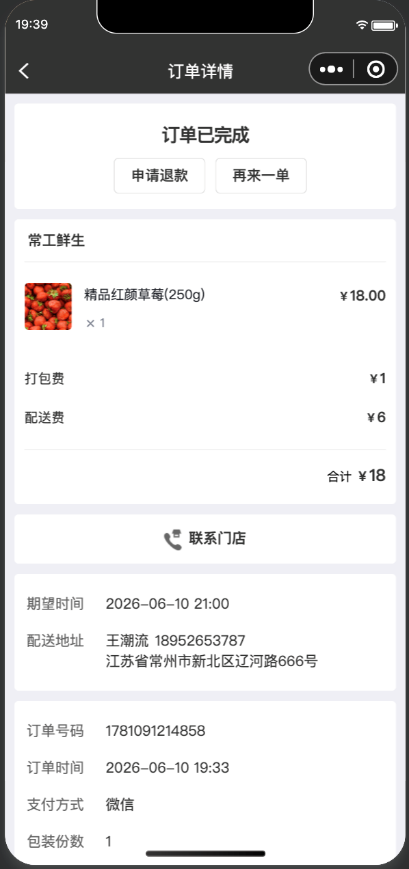 19:39
订单详情
订单已完成
申请退款 再来一单
常工鲜生
精品红颜草莓(250g) ￥18.00
× 1
打包费 ￥1
配送费 ￥6
合计 ￥18
联系门店
期望时间 2026-06-10 21:00
配送地址 王潮流 18952653787
江苏省常州市新北区辽河路666号
订单号码 1781091214858
订单时间 2026-06-10 19:33
支付方式 微信
包装份数 1